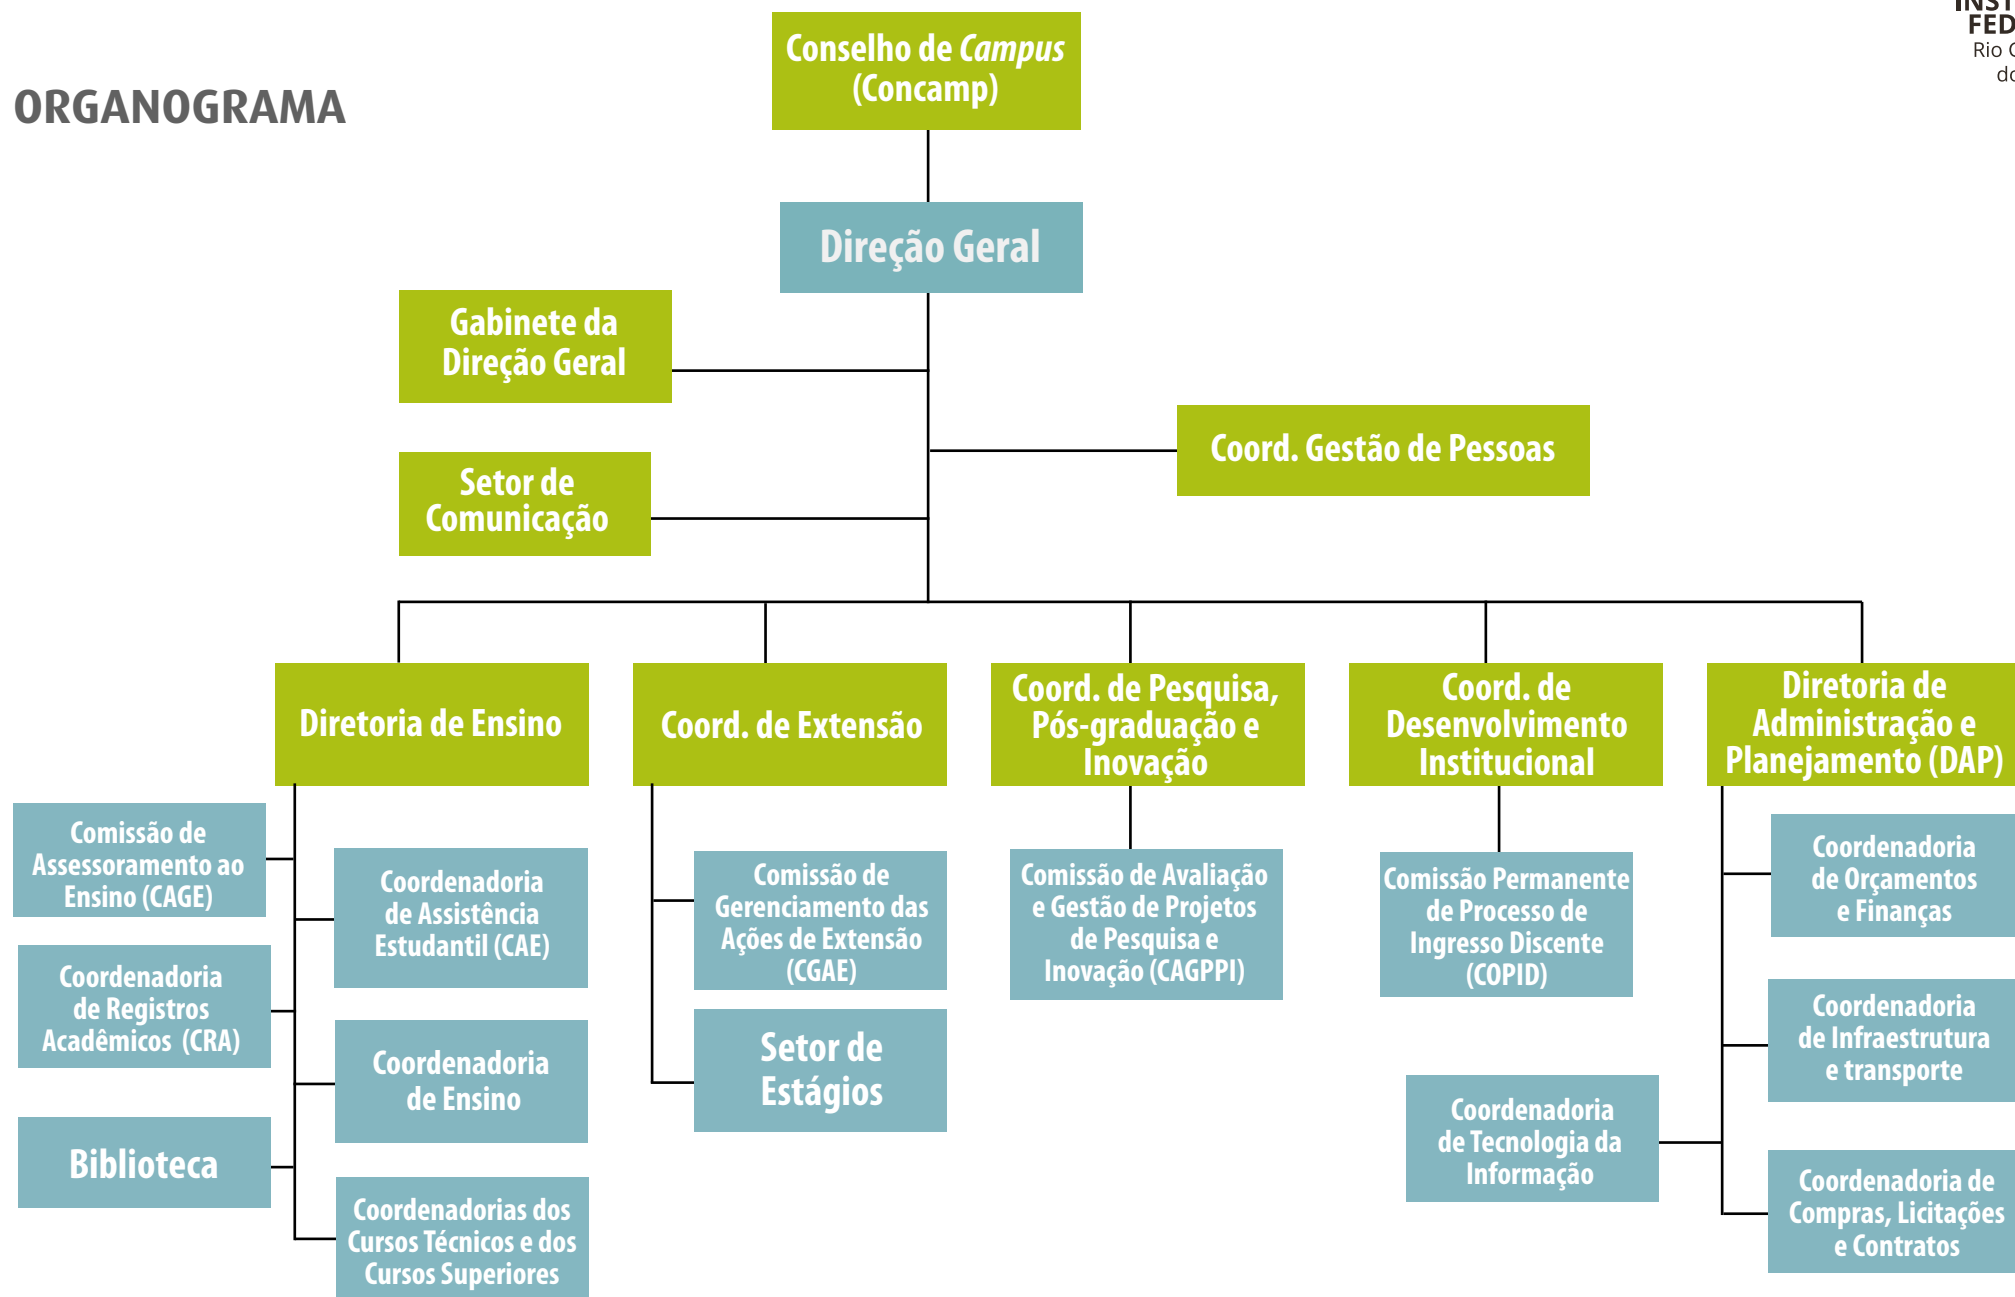 INST
FED
Rio G
do
ORGANOGRAMA
Conselho de Campus
(Concamp)
Direção Geral
Gabinete da
Direção Geral
Coord. Gestão de Pessoas
Setor de
Comunicação
Diretoria de Ensino
Coord. de Extensão
Coord. de Pesquisa,
Pós-graduação e
Inovação
Coord. de
Desenvolvimento
Institucional
Diretoria de
Administração e
Planejamento (DAP)
Comissão de
Assessoramento ao
Ensino (CAGE)
Coordenadoria
de Registros
Acadêmicos (CRA)
Biblioteca
Coordenadoria
de Assistência
Estudantil (CAE)
Coordenadoria
de Ensino
Coordenadorias dos
Cursos Técnicos e dos
Cursos Superiores
Comissão de
Gerenciamento das
Ações de Extensão
(CGAE)
Setor de
Estágios
Comissão de Avaliação
e Gestão de Projetos
de Pesquisa e
Inovação (CAGPPI)
Comissão Permanente
de Processo de
Ingresso Discente
(COPID)
Coordenadoria
de Tecnologia da
Informação
Coordenadoria
de Orçamentos
e Finanças
Coordenadoria
de Infraestrutura
e transporte
Coordenadoria de
Compras, Licitações
e Contratos